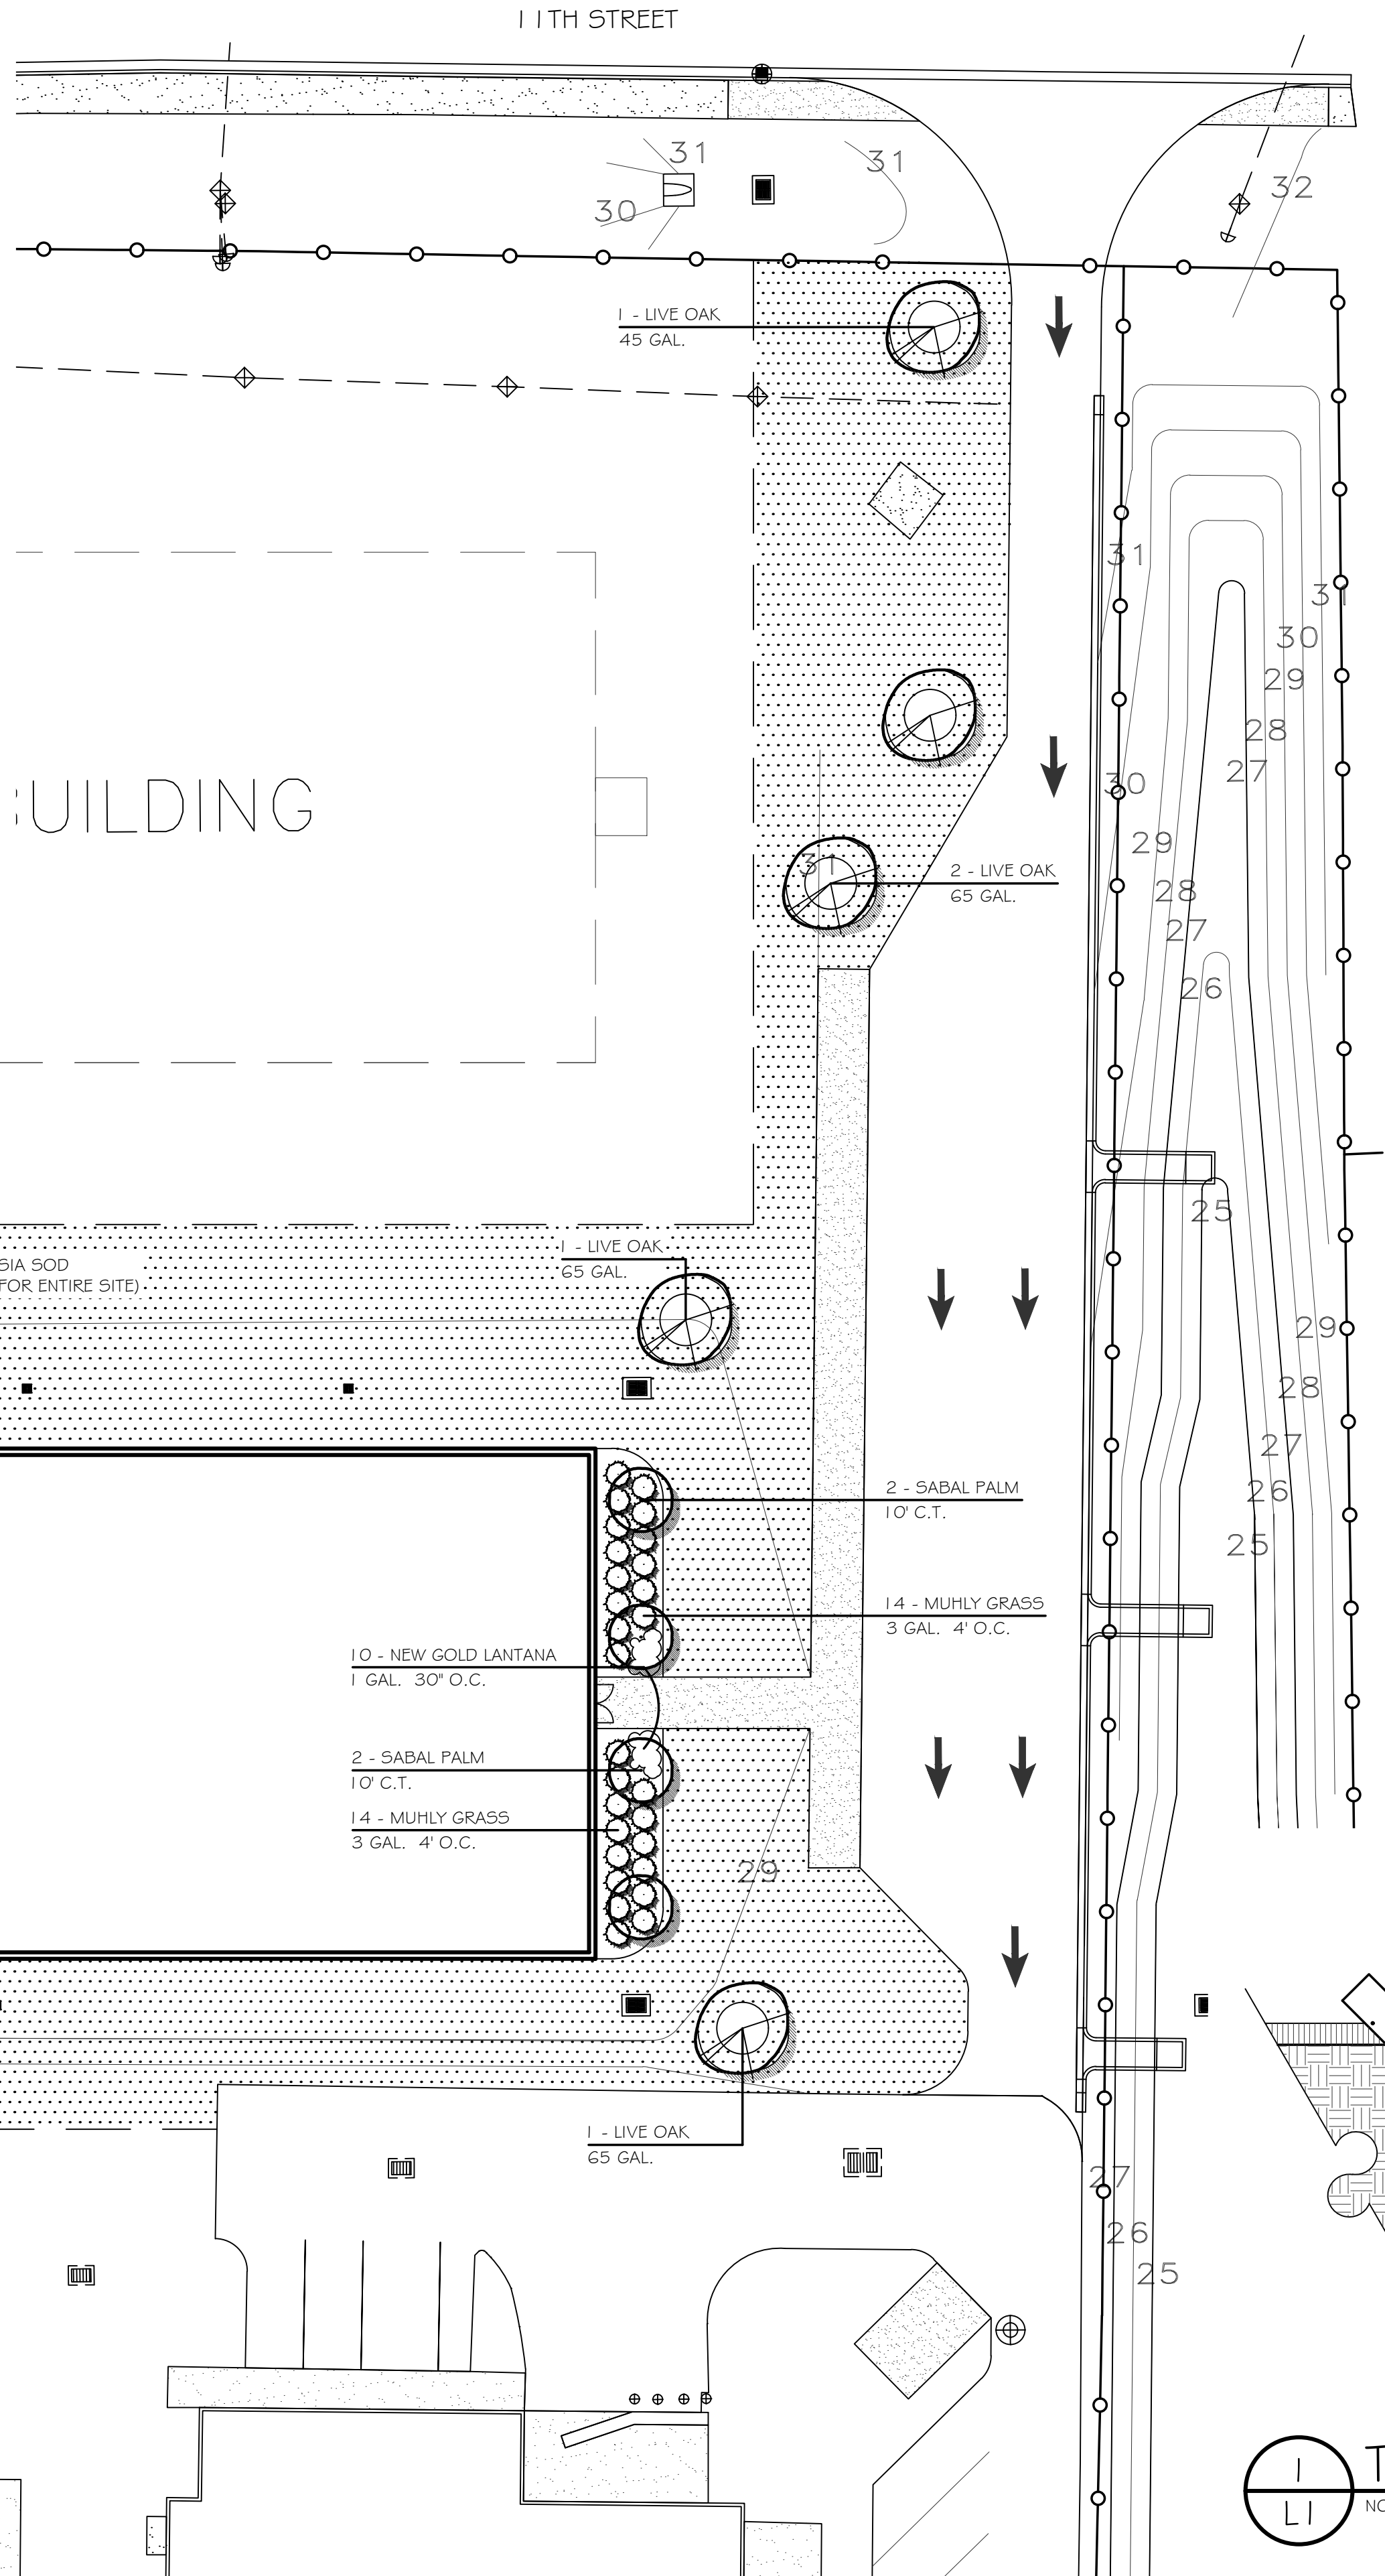 11TH STREET
31
31
30
32
1 - LIVE OAK
45 GAL.
31
31
30
29
28
27
30
UILDING
29
31
2 - LIVE OAK
65 GAL.
28
27
26
25
1 - LIVE OAK
65 GAL.
SIA SOD
FOR ENTIRE SITE)
29
28
27
26
25
2 - SABAL PALM
10' C.T.
14 - MUHLY GRASS
3 GAL. 4' O.C.
10 - NEW GOLD LANTANA
1 GAL. 30" O.C.
2 - SABAL PALM
10' C.T.
14 - MUHLY GRASS
3 GAL. 4' O.C.
29
1 - LIVE OAK
65 GAL.
27
26
25
1
L1
T